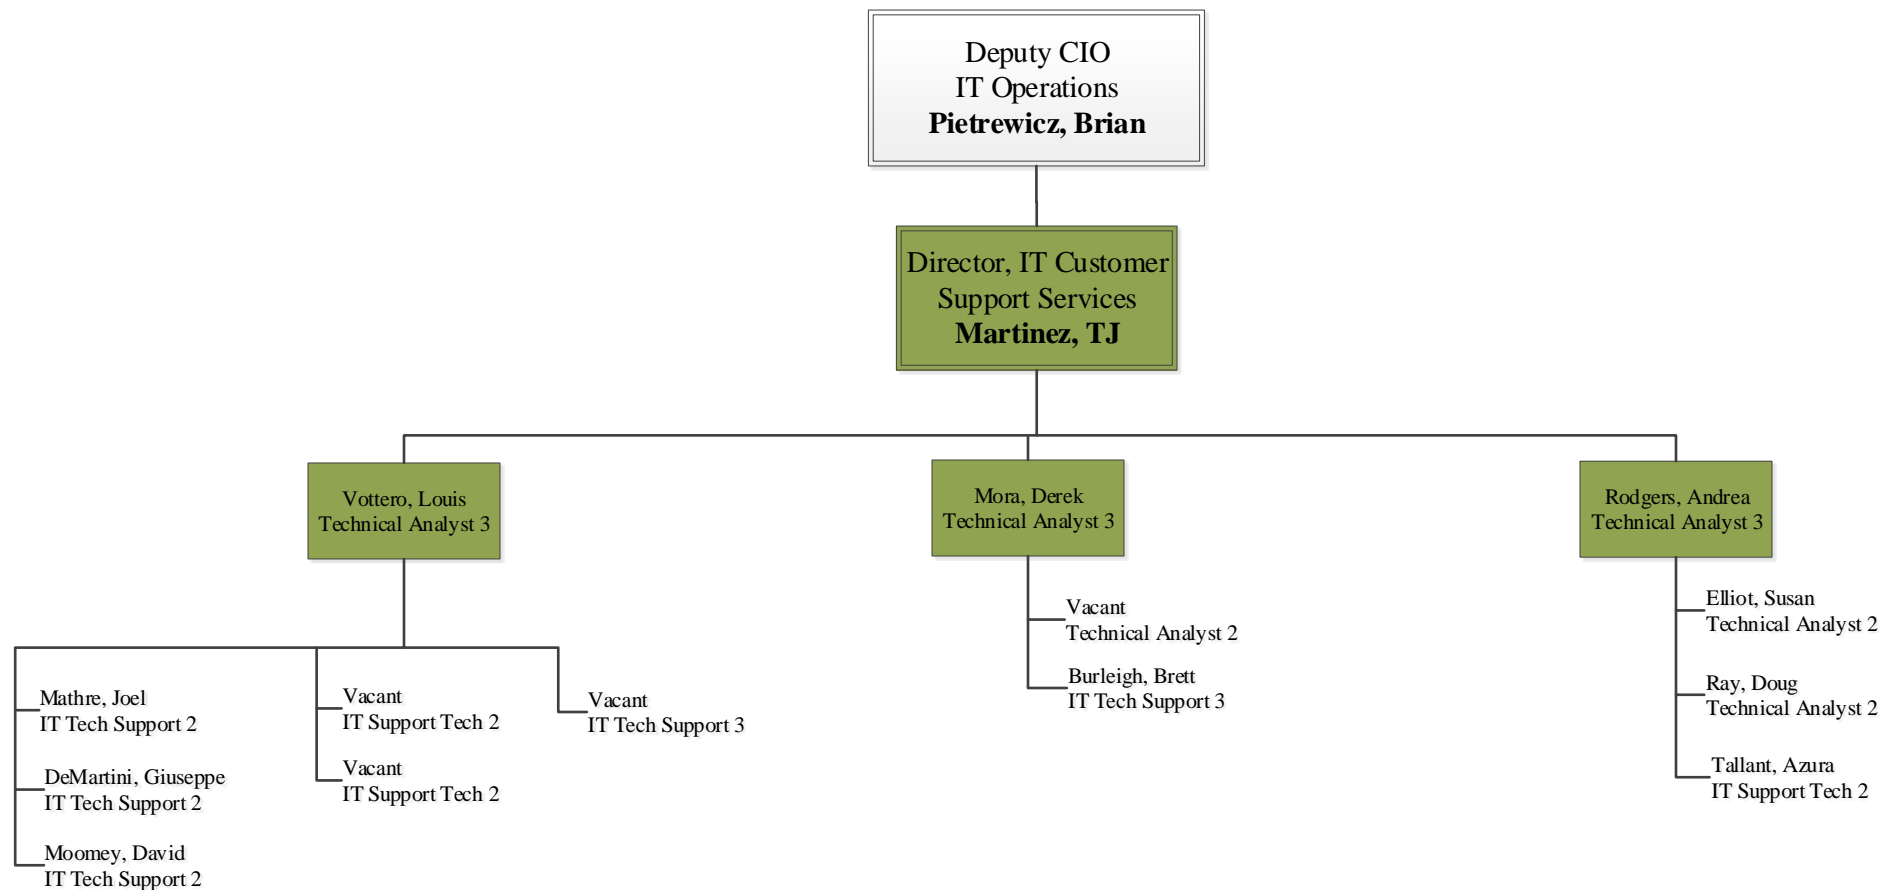 Deputy CIO
IT Operations
Pietrewicz, Brian
Director, IT Customer
Support Services
Martinez, TJ
Vottero, Louis
Technical Analyst 3
Mora, Derek
Technical Analyst 3
Rodgers, Andrea
Technical Analyst 3
Mathre, Joel
IT Tech Support 2
DeMartini, Giuseppe
IT Tech Support 2
Moomey, David
IT Tech Support 2
Vacant
IT Support Tech 2
Vacant
IT Support Tech 2
Vacant
IT Tech Support 3
Vacant
Technical Analyst 2
Burleigh, Brett
IT Tech Support 3
Elliot, Susan
Technical Analyst 2
Ray, Doug
Technical Analyst 2
Tallant, Azura
IT Support Tech 2